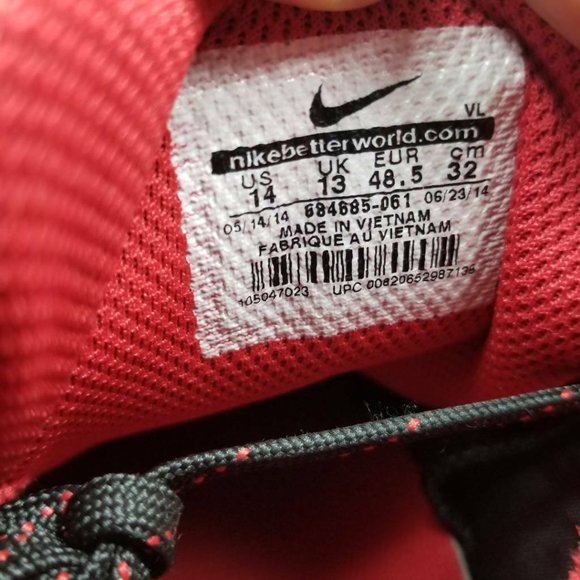 VL
nikebetterworld.com
US UK EUR cm
14 13 48.5 32
05/14/14 684685-061 06/23/14
MADE IN VIETNAM
FABRIQUE AU VIETNAM
105047023 UPC 00820652987138